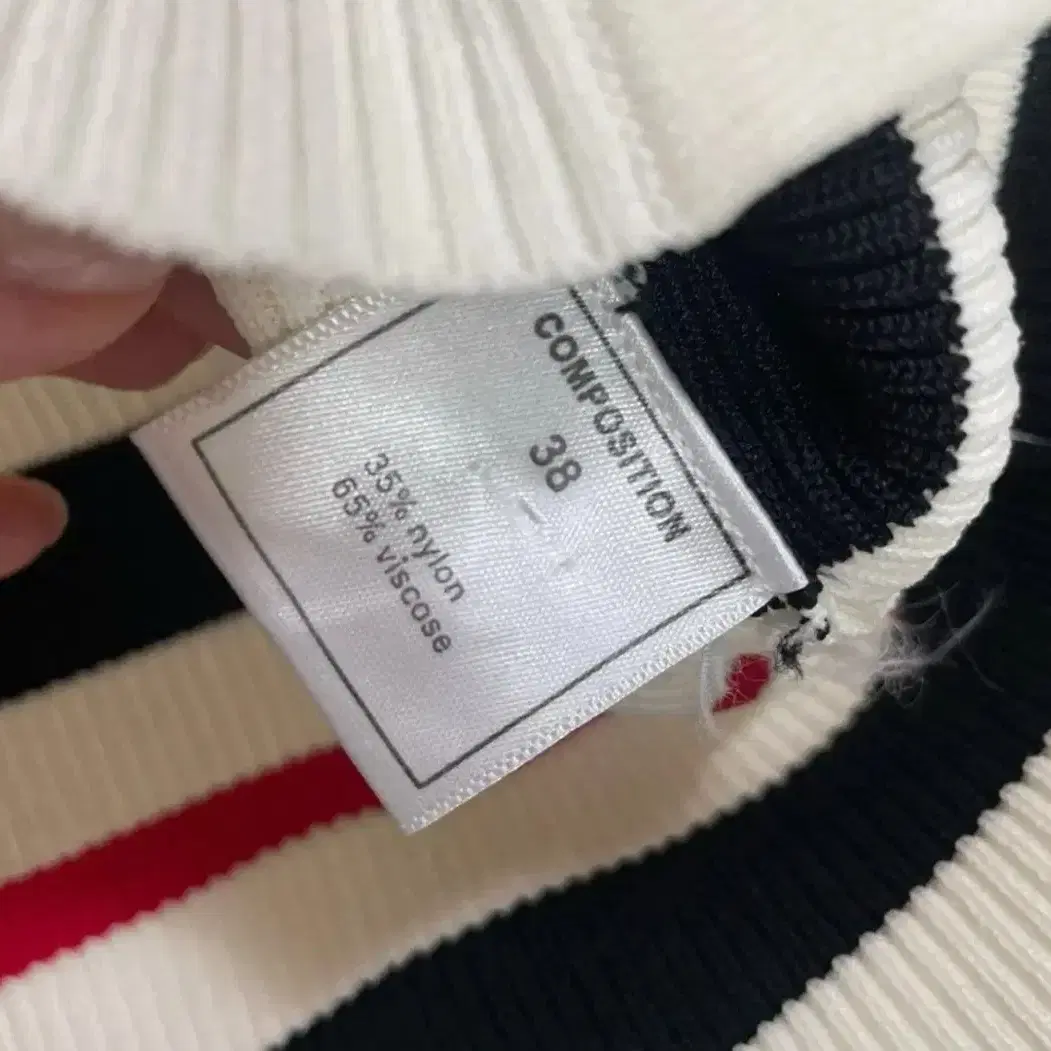 COMPOSITION
38
35% nylon
65% viscose